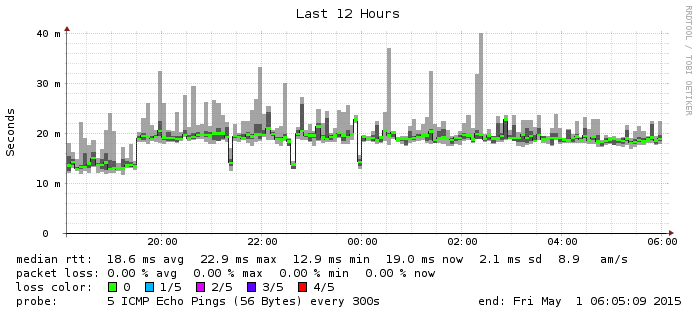 Last 12 Hours
RRDTOOL / TOBI OETIKER
Seconds
40 m
30 m
20 m
10 m
0
20:00 22:00 00:00 02:00 04:00 06:00
median rtt: 18.6 ms avg 22.9 ms max 12.9 ms min 19.0 ms now 2.1 ms sd 8.9 am/s
packet loss: 0.00 % avg 0.00 % max 0.00 % min 0.00 % now
loss color: 0 1/5 2/5 3/5 4/5
probe: 5 ICMP Echo Pings (56 Bytes) every 300s end: Fri May 1 06:05:09 2015